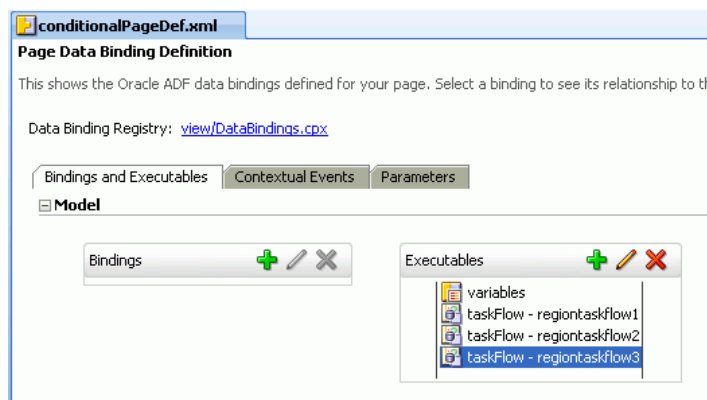 conditionalPageDef.xml
Page Data Binding Definition
This shows the Oracle ADF data bindings defined for your page. Select a binding to see its relationship to th
Data Binding Registry: view/DataBindings.cpx
Bindings and Executables Contextual Events Parameters
Model
Bindings Executables
variables
taskFlow - regiontaskflow1
taskFlow - regiontaskflow2
taskFlow - regiontaskflow3